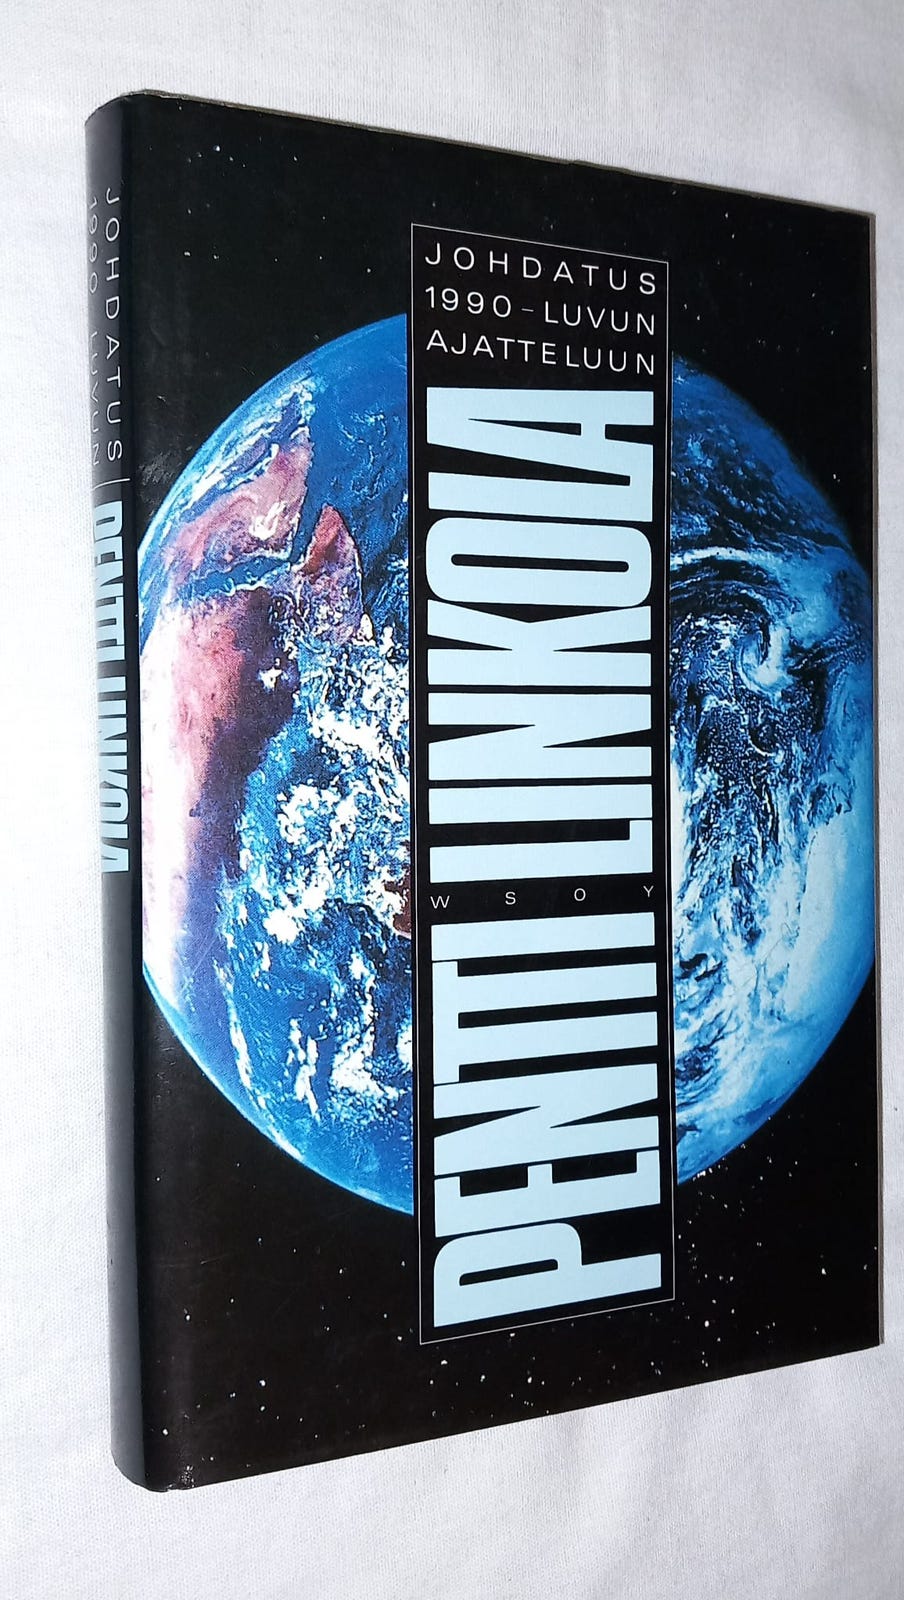 JOHDATUS
1990-LUVUN
AJATTELUUN
PENTTI LINKOLA
WSOY
JOHDATUS
1990 LUVUN
PENTTI LINKOLA